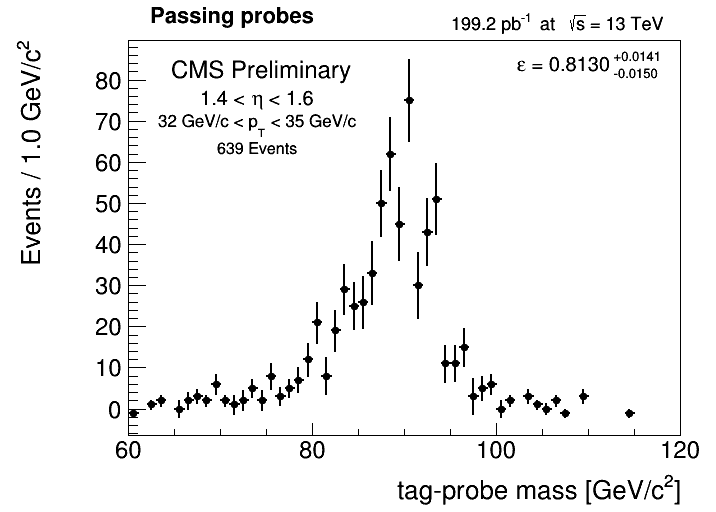 Passing probes
199.2 pb⁻¹ at √s = 13 TeV
CMS Preliminary
1.4 < η < 1.6
32 GeV/c < p_T < 35 GeV/c
639 Events
ε = 0.8130 +0.0141 -0.0150
Events / 1.0 GeV/c²
80
70
60
50
40
30
20
10
0
60 80 100 120
tag-probe mass [GeV/c²]